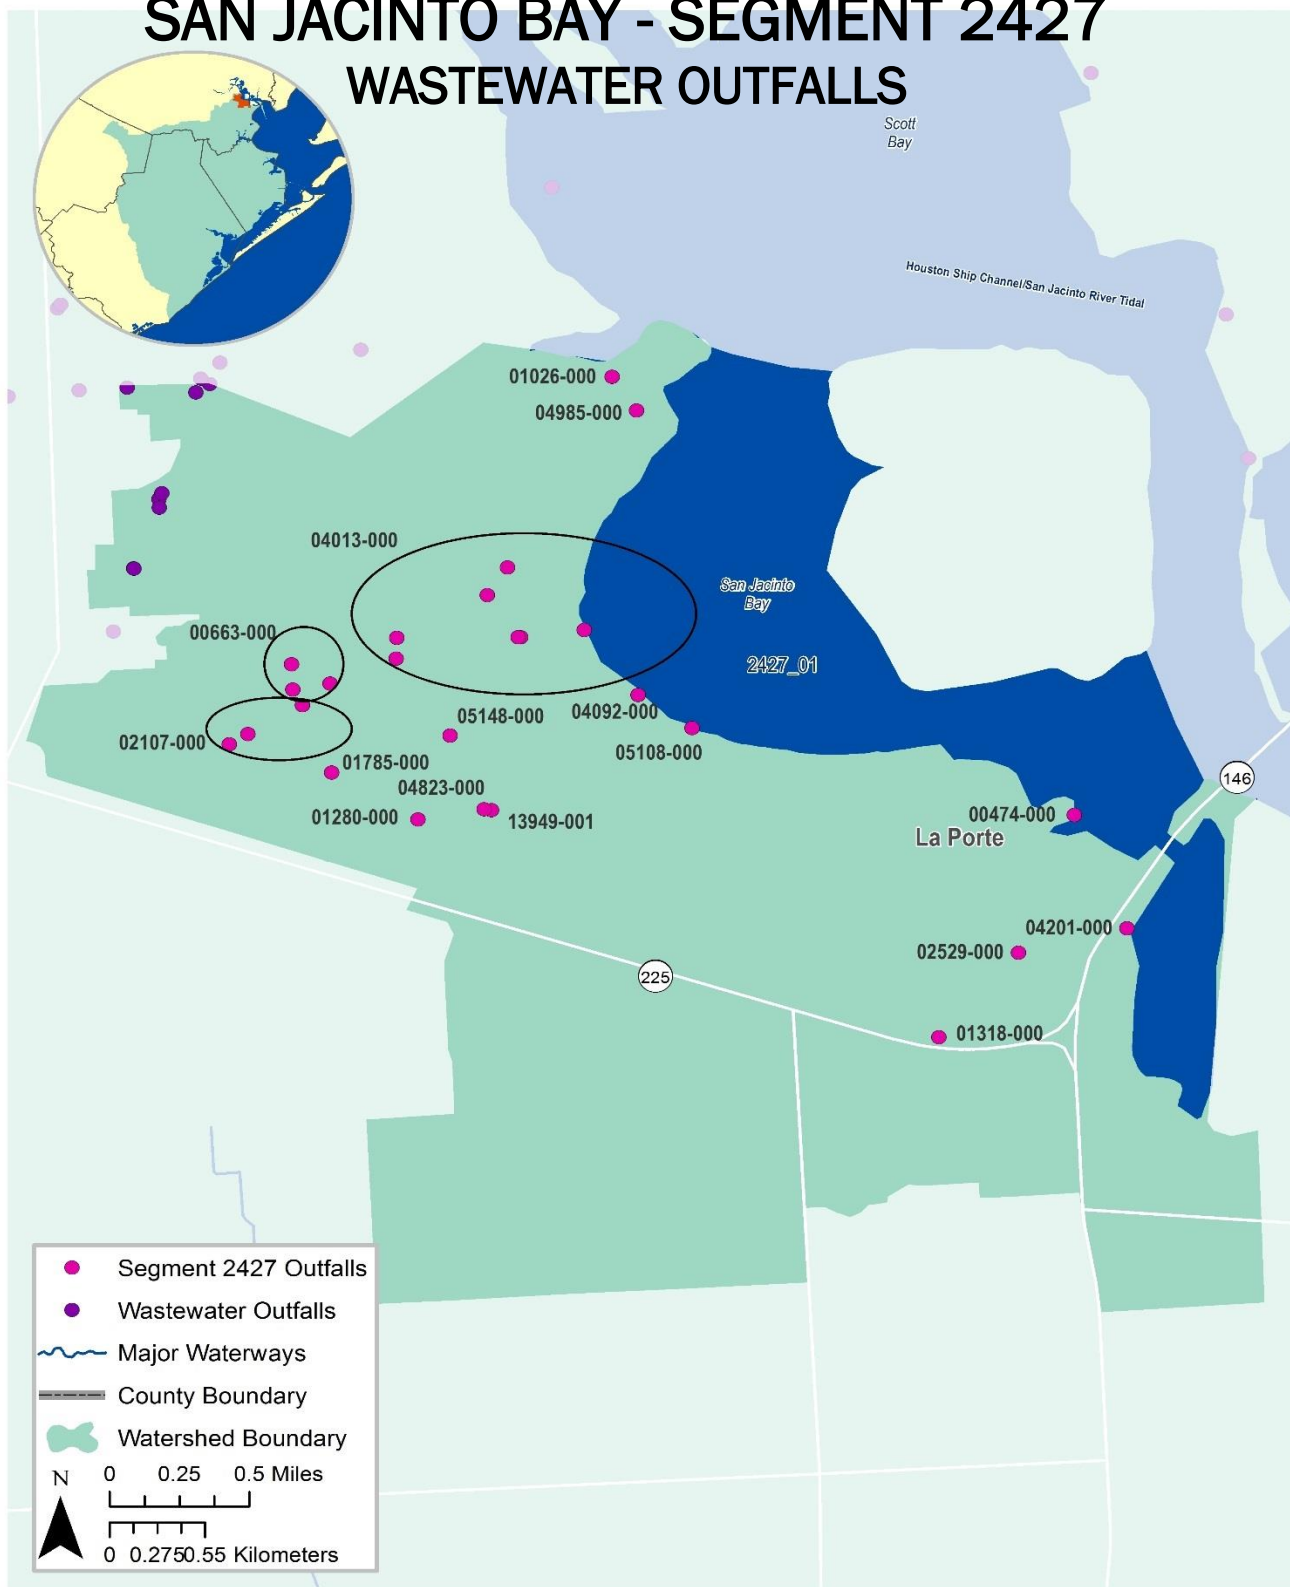 SAN JACINTO BAY - SEGMENT 2427
WASTEWATER OUTFALLS
Scott
Bay
Houston Ship Channel/San Jacinto River Tidal
01026-000
04985-000
04013-000
San Jacinto
Bay
00663-000
2427_01
04092-000
05148-000
02107-000
05108-000
01785-000
146
04823-000
00474-000
01280-000
13949-001
La Porte
04201-000
02529-000
225
01318-000
Segment 2427 Outfalls
Wastewater Outfalls
Major Waterways
County Boundary
Watershed Boundary
N
0 0.25 0.5 Miles
0 0.275 0.55 Kilometers